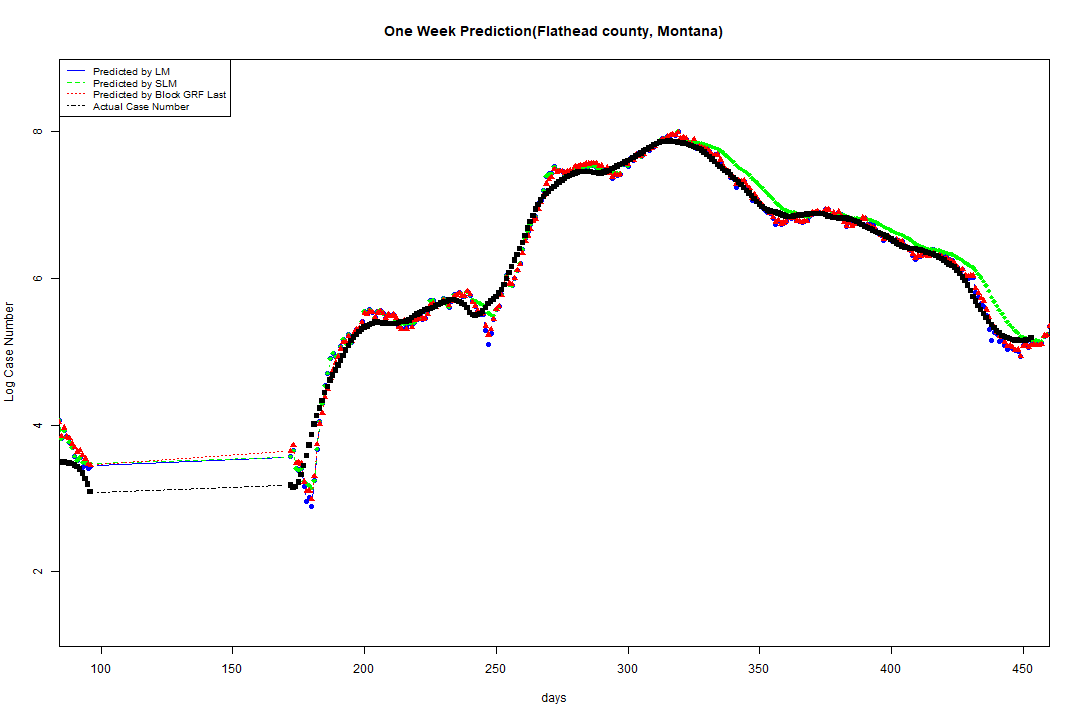 One Week Prediction(Flathead county, Montana)
Predicted by LM
Predicted by SLM
Predicted by Block GRF Last
Actual Case Number
8
6
4
2
Log Case Number
100 150 200 250 300 350 400 450
days